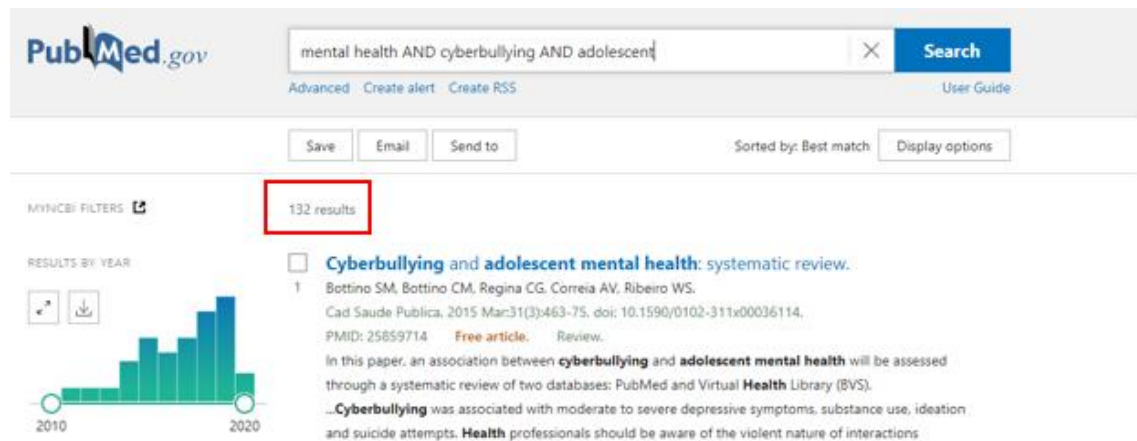 PubMed.gov
mental health AND cyberbullying AND adolescent
Search
Advanced Create alert Create RSS User Guide
Save Email Send to Sorted by: Best match Display options
MYNCBI FILTERS
132 results
RESULTS BY YEAR
Cyberbullying and adolescent mental health: systematic review.
1 Bottino SM, Bottino CM, Regina CG, Correia AV, Ribeiro WS.
Cad Saude Publica. 2015 Mar;31(3):463-75. doi: 10.1590/0102-311x00036114.
PMID: 25859714 Free article. Review.
In this paper, an association between cyberbullying and adolescent mental health will be assessed
through a systematic review of two databases: PubMed and Virtual Health Library (BVS).
...Cyberbullying was associated with moderate to severe depressive symptoms, substance use, ideation
and suicide attempts. Health professionals should be aware of the violent nature of interactions
2010 2020